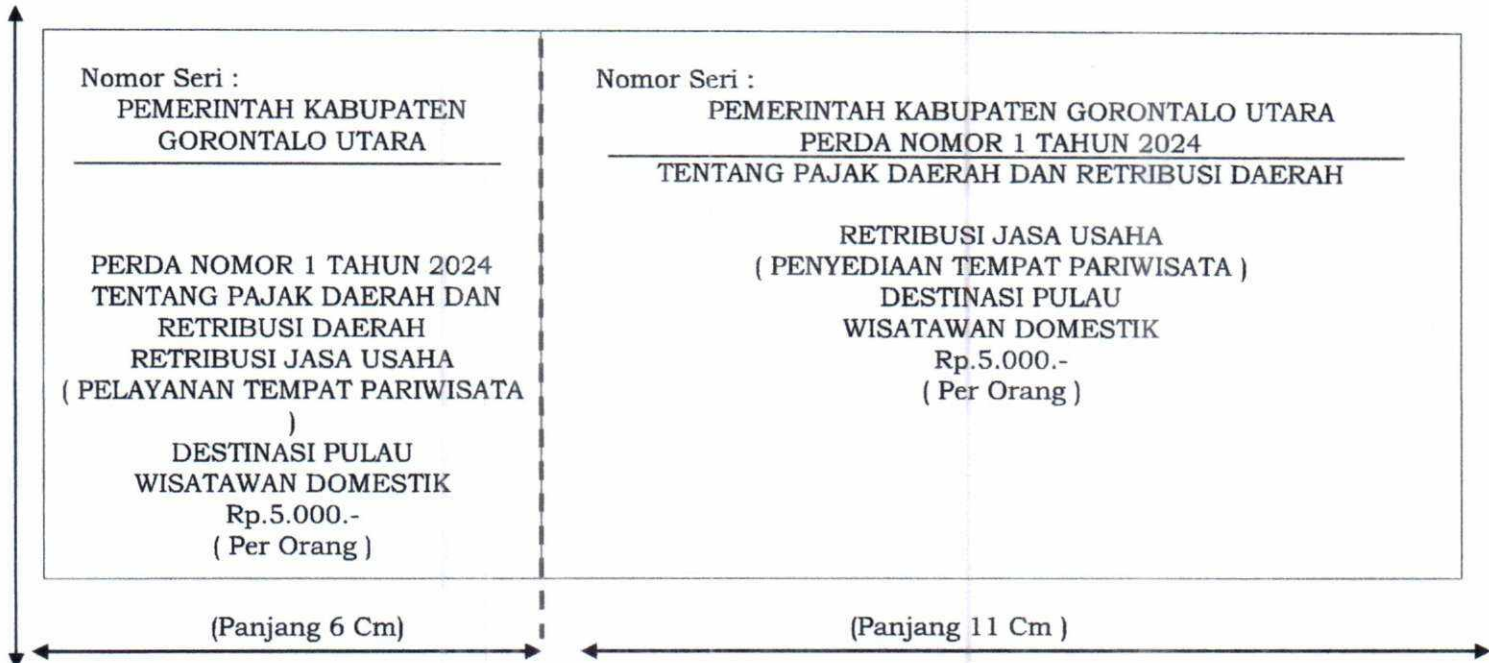 Nomor Seri :
PEMERINTAH KABUPATEN
GORONTALO UTARA
PERDA NOMOR 1 TAHUN 2024
TENTANG PAJAK DAERAH DAN
RETRIBUSI DAERAH
RETRIBUSI JASA USAHA
( PELAYANAN TEMPAT PARIWISATA
)
DESTINASI PULAU
WISATAWAN DOMESTIK
Rp.5.000.-
( Per Orang )
(Panjang 6 Cm)
Nomor Seri :
PEMERINTAH KABUPATEN GORONTALO UTARA
PERDA NOMOR 1 TAHUN 2024
TENTANG PAJAK DAERAH DAN RETRIBUSI DAERAH
RETRIBUSI JASA USAHA
( PENYEDIAAN TEMPAT PARIWISATA )
DESTINASI PULAU
WISATAWAN DOMESTIK
Rp.5.000.-
( Per Orang )
(Panjang 11 Cm )